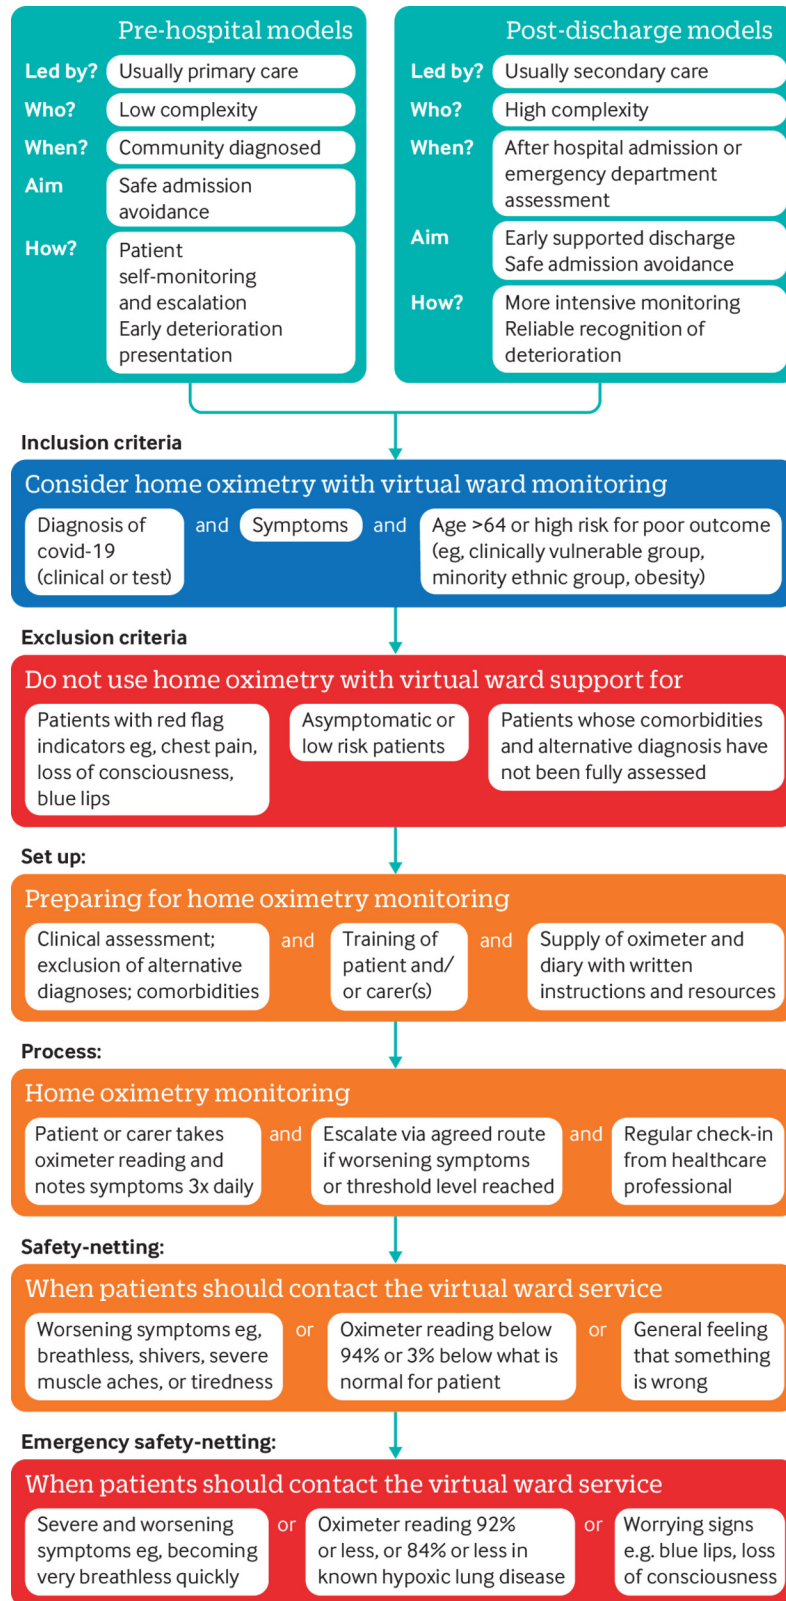 Pre-hospital models
Led by? Usually primary care
Who? Low complexity
When? Community diagnosed
Aim Safe admission
avoidance
How? Patient
self-monitoring
and escalation
Early deterioration
presentation
Post-discharge models
Led by? Usually secondary care
Who? High complexity
When? After hospital admission or
emergency department
assessment
Aim Early supported discharge
Safe admission avoidance
How? More intensive monitoring
Reliable recognition of
deterioration
Inclusion criteria
Consider home oximetry with virtual ward monitoring
Diagnosis of
covid-19
(clinical or test)
and
Symptoms
and
Age >64 or high risk for poor outcome
(eg, clinically vulnerable group,
minority ethnic group, obesity)
Exclusion criteria
Do not use home oximetry with virtual ward support for
Patients with red flag
indicators eg, chest pain,
loss of consciousness,
blue lips
Asymptomatic or
low risk patients
Patients whose comorbidities
and alternative diagnosis have
not been fully assessed
Set up:
Preparing for home oximetry monitoring
Clinical assessment;
exclusion of alternative
diagnoses; comorbidities
and
Training of
patient and/
or carer(s)
and
Supply of oximeter and
diary with written
instructions and resources
Process:
Home oximetry monitoring
Patient or carer takes
oximeter reading and
notes symptoms 3x daily
and
Escalate via agreed route
if worsening symptoms
or threshold level reached
and
Regular check-in
from healthcare
professional
Safety-netting:
When patients should contact the virtual ward service
Worsening symptoms eg,
breathless, shivers, severe
muscle aches, or tiredness
or
Oximeter reading below
94% or 3% below what is
normal for patient
or
General feeling
that something
is wrong
Emergency safety-netting:
When patients should contact the virtual ward service
Severe and worsening
symptoms eg, becoming
very breathless quickly
or
Oximeter reading 92%
or less, or 84% or less in
known hypoxic lung disease
or
Worrying signs
e.g. blue lips, loss
of consciousness